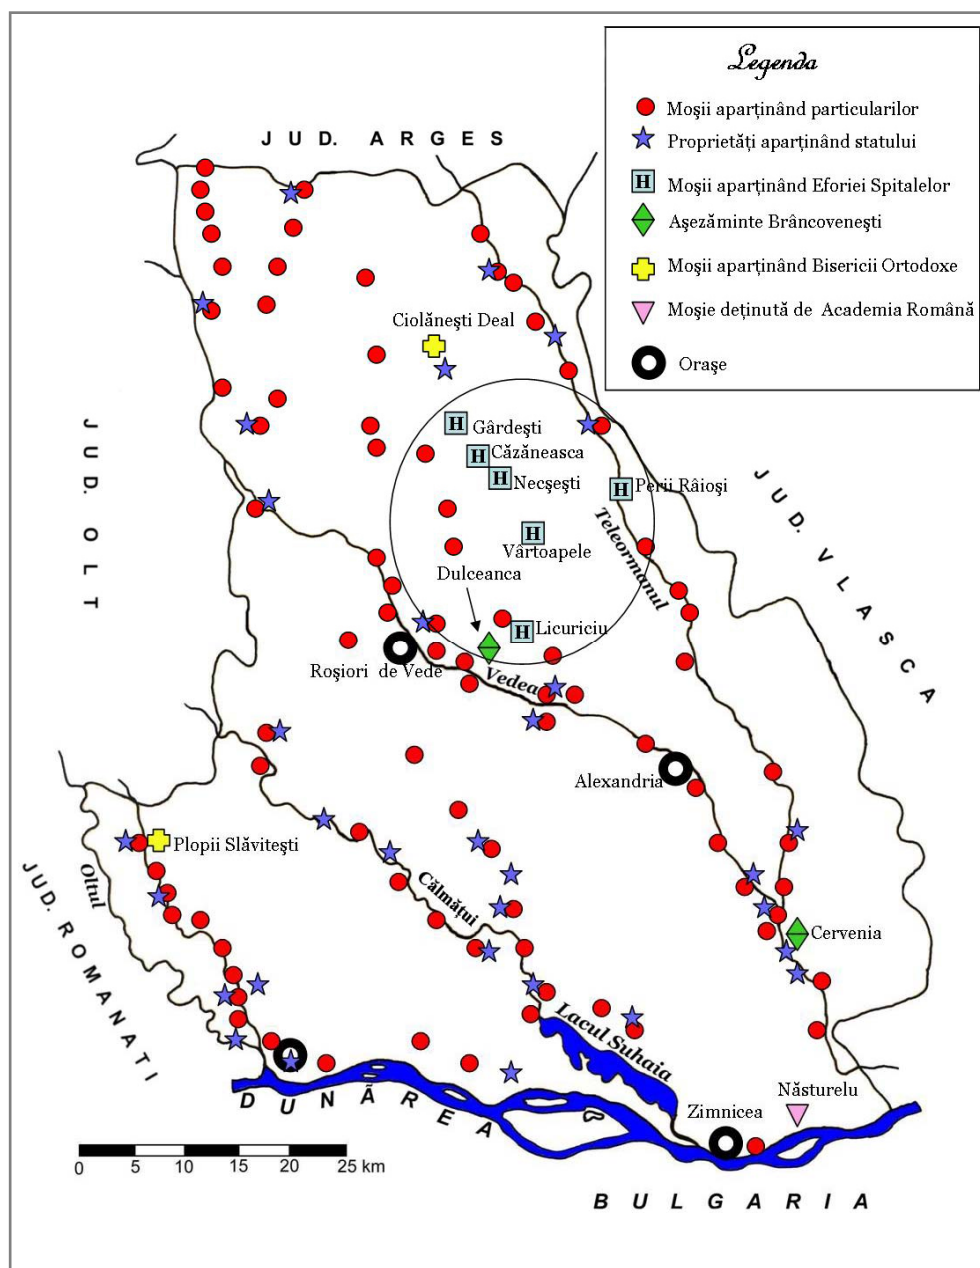 Legenda
Moşii aparţinând particularilor
Proprietăţi aparţinând statului
H Moşii aparţinând Eforiei Spitalelor
Aşezăminte Brâncoveneşti
Moşii aparţinând Bisericii Ortodoxe
Moşie deţinută de Academia Română
Oraşe
JUD. ARGES
Ciolăneşti Deal
H Gârdeşti
H Căzăneasca
H Necşeşti
H Perii Râioşi
JUD. OLT
JUD. VLASCA
Teleormanul
H
Vârtoapele
Dulceanca
H Licuriciu
Roşiori de Vede
Vedea
Alexandria
Plopii Slăviteşti
Oltul
JUD. ROMANATI
Călmăţui
Cervenia
Lacul Suhaia
Năsturelu
Zimnicea
DUNĂREA
0 5 10 15 20 25 km
BULGARIA